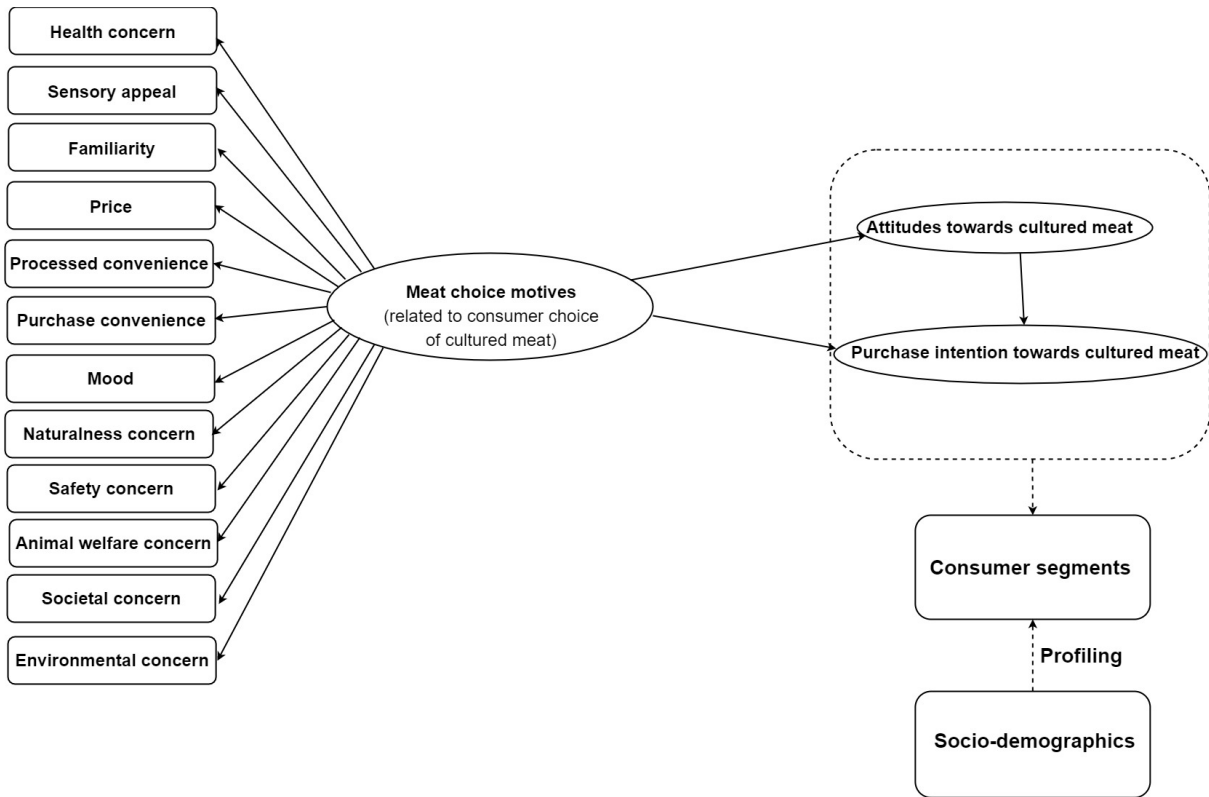 Health concern
Sensory appeal
Familiarity
Price
Processed convenience
Purchase convenience
Mood
Naturalness concern
Safety concern
Animal welfare concern
Societal concern
Environmental concern
Meat choice motives
(related to consumer choice
of cultured meat)
Attitudes towards cultured meat
Purchase intention towards cultured meat
Consumer segments
Profiling
Socio-demographics